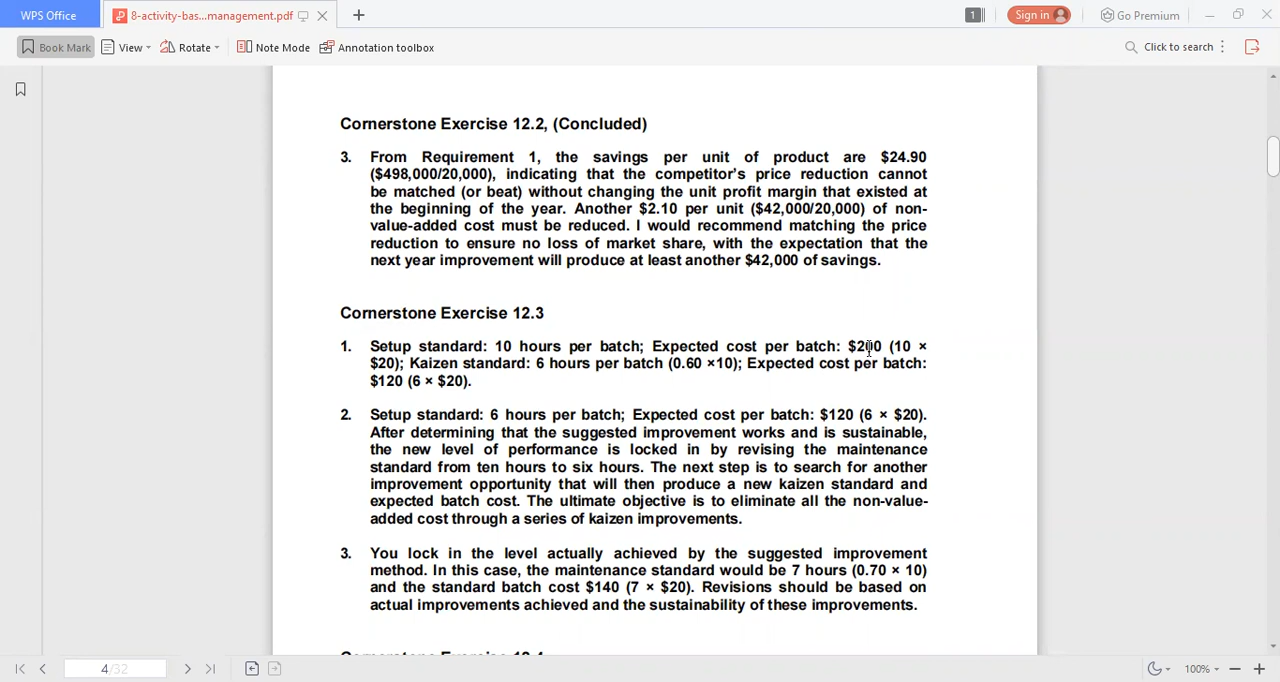 WPS Office
8-activity-bas...management.pdf
1
Sign in
Go Premium
Book Mark
View
Rotate
Note Mode
Annotation toolbox
Click to search
Cornerstone Exercise 12.2, (Concluded)
3. From Requirement 1, the savings per unit of product are $24.90
($498,000/20,000), indicating that the competitor's price reduction cannot
be matched (or beat) without changing the unit profit margin that existed at
the beginning of the year. Another $2.10 per unit ($42,000/20,000) of non-
value-added cost must be reduced. I would recommend matching the price
reduction to ensure no loss of market share, with the expectation that the
next year improvement will produce at least another $42,000 of savings.
Cornerstone Exercise 12.3
1. Setup standard: 10 hours per batch; Expected cost per batch: $200 (10 ×
$20); Kaizen standard: 6 hours per batch (0.60 ×10); Expected cost per batch:
$120 (6 × $20).
2. Setup standard: 6 hours per batch; Expected cost per batch: $120 (6 × $20).
After determining that the suggested improvement works and is sustainable,
the new level of performance is locked in by revising the maintenance
standard from ten hours to six hours. The next step is to search for another
improvement opportunity that will then produce a new kaizen standard and
expected batch cost. The ultimate objective is to eliminate all the non-value-
added cost through a series of kaizen improvements.
3. You lock in the level actually achieved by the suggested improvement
method. In this case, the maintenance standard would be 7 hours (0.70 × 10)
and the standard batch cost $140 (7 × $20). Revisions should be based on
actual improvements achieved and the sustainability of these improvements.
4/32
100%